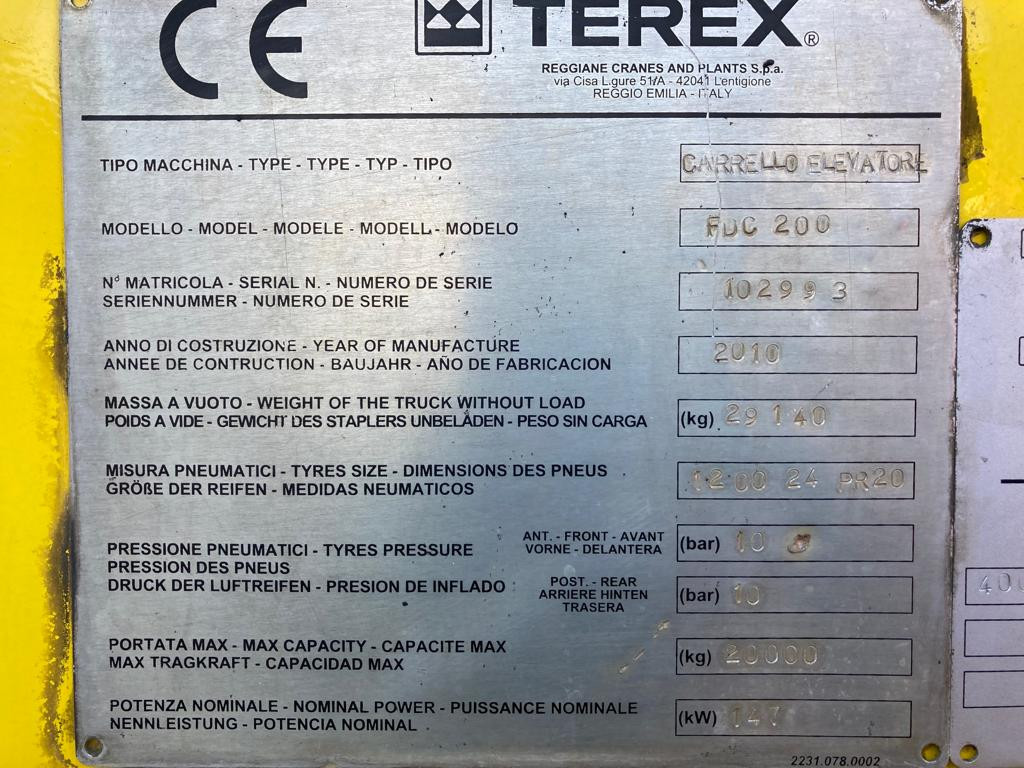 CE TEREX®
REGGIANE CRANES AND PLANTS S.p.a.
via Cisa Ligure 51/A - 42041 Lentigione
REGGIO EMILIA - ITALY
TIPO MACCHINA - TYPE - TYPE - TYP - TIPO CARRELLO ELEVATORE
MODELLO - MODEL - MODELE - MODELL - MODELO FDC 200
N° MATRICOLA - SERIAL N. - NUMERO DE SERIE
SERIENNUMMER - NUMERO DE SERIE
102993
ANNO DI COSTRUZIONE - YEAR OF MANUFACTURE
ANNEE DE CONTRUCTION - BAUJAHR - AÑO DE FABRICACION
2010
MASSA A VUOTO - WEIGHT OF THE TRUCK WITHOUT LOAD
POIDS A VIDE - GEWICHT DES STAPLERS UNBELADEN - PESO SIN CARGA
(kg) 29140
MISURA PNEUMATICI - TYRES SIZE - DIMENSIONS DES PNEUS
GRÖßE DER REIFEN - MEDIDAS NEUMATICOS
12.00 24 PR20
PRESSIONE PNEUMATICI - TYRES PRESSURE
PRESSION DES PNEUS
DRUCK DER LUFTREIFEN - PRESION DE INFLADO
ANT. - FRONT - AVANT
VORNE - DELANTERA
(bar) 10
POST. - REAR
ARRIERE HINTEN
TRASERA
(bar) 10
PORTATA MAX - MAX CAPACITY - CAPACITE MAX
MAX TRAGKRAFT - CAPACIDAD MAX
(kg) 20000
POTENZA NOMINALE - NOMINAL POWER - PUISSANCE NOMINALE
NENNLEISTUNG - POTENCIA NOMINAL
(kW) 147
2231.078.0002